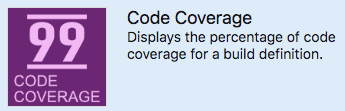 99
CODE
COVERAGE
Code Coverage
Displays the percentage of code
coverage for a build definition.